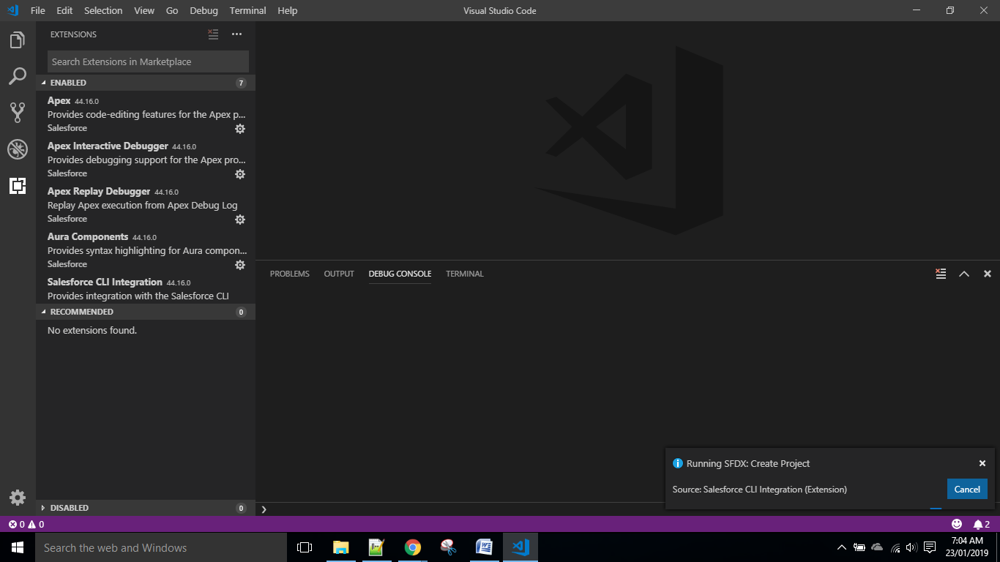 File Edit Selection View Go Debug Terminal Help
Visual Studio Code
EXTENSIONS
Search Extensions in Marketplace
ENABLED 7
Apex 44.16.0
Provides code-editing features for the Apex p...
Salesforce
Apex Interactive Debugger 44.16.0
Provides debugging support for the Apex pro...
Salesforce
Apex Replay Debugger 44.16.0
Replay Apex execution from Apex Debug Log
Salesforce
Aura Components 44.16.0
Provides syntax highlighting for Aura compon...
Salesforce
Salesforce CLI Integration 44.16.0
Provides integration with the Salesforce CLI
RECOMMENDED 0
No extensions found.
DISABLED 0
PROBLEMS OUTPUT DEBUG CONSOLE TERMINAL
Running SFDX: Create Project
Source: Salesforce CLI Integration (Extension)
Cancel
0 0
2
Search the web and Windows
7:04 AM
23/01/2019